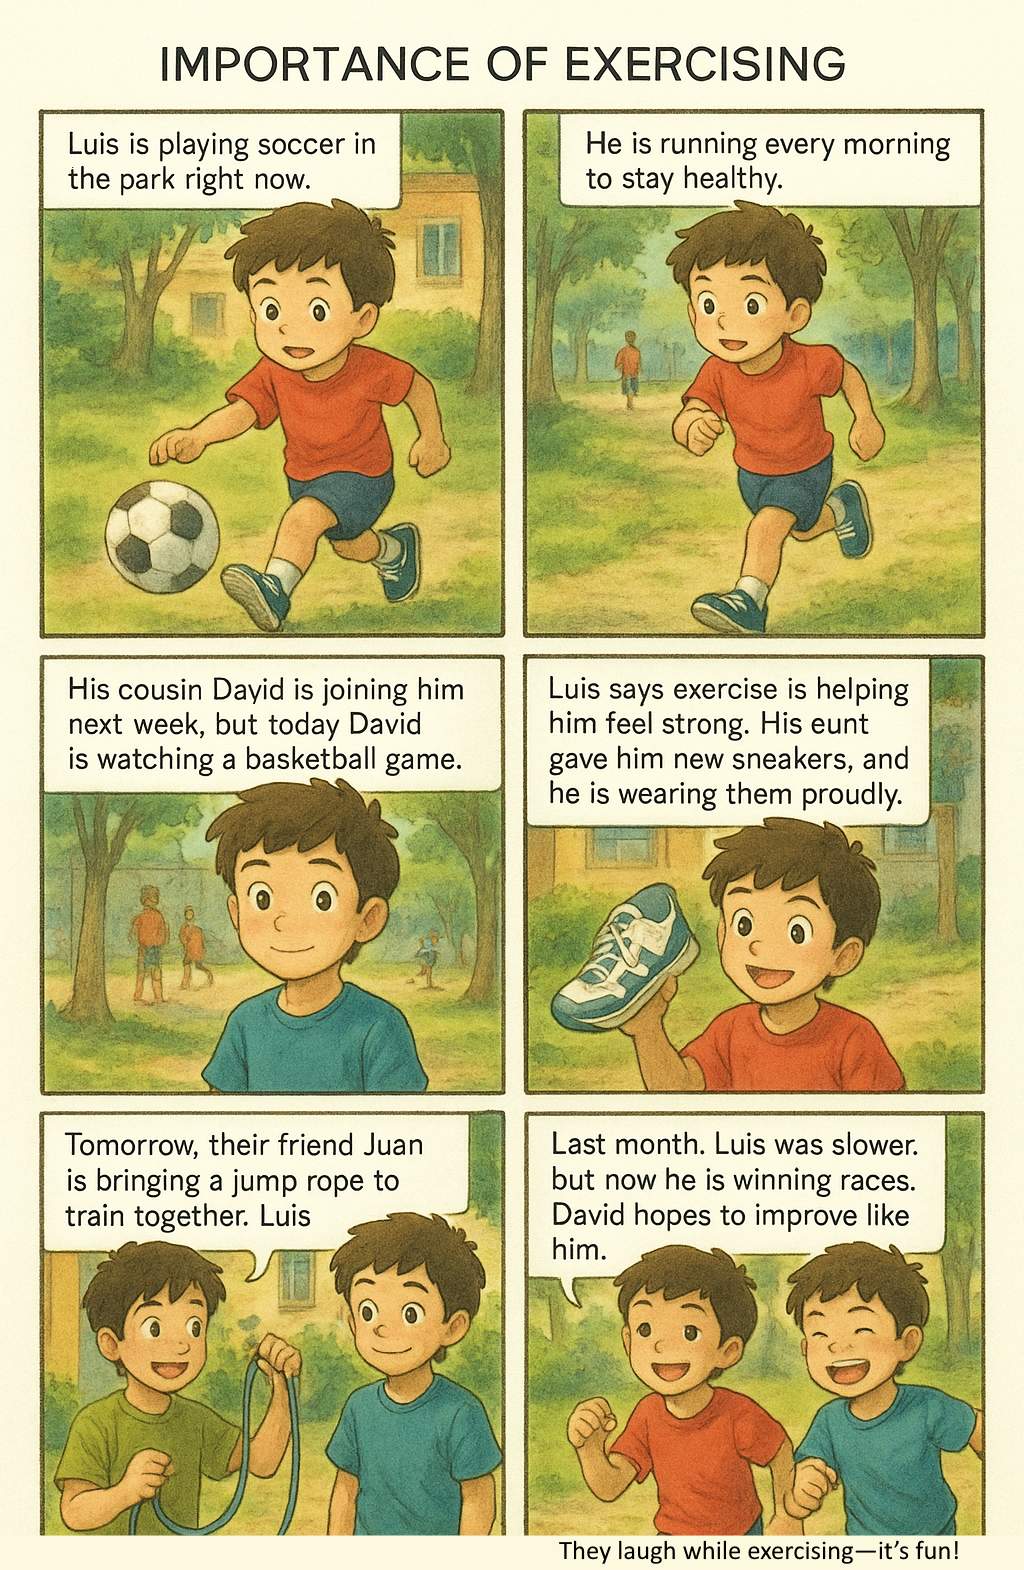 IMPORTANCE OF EXERCISING
Luis is playing soccer in
the park right now.
He is running every morning
to stay healthy.
His cousin Dayid is joining him
next week, but today David
is watching a basketball game.
Luis says exercise is helping
him feel strong. His eunt
gave him new sneakers, and
he is wearing them proudly.
Tomorrow, their friend Juan
is bringing a jump rope to
train together. Luis
Last month. Luis was slower.
but now he is winning races.
David hopes to improve like
him.
They laugh while exercising—it's fun!